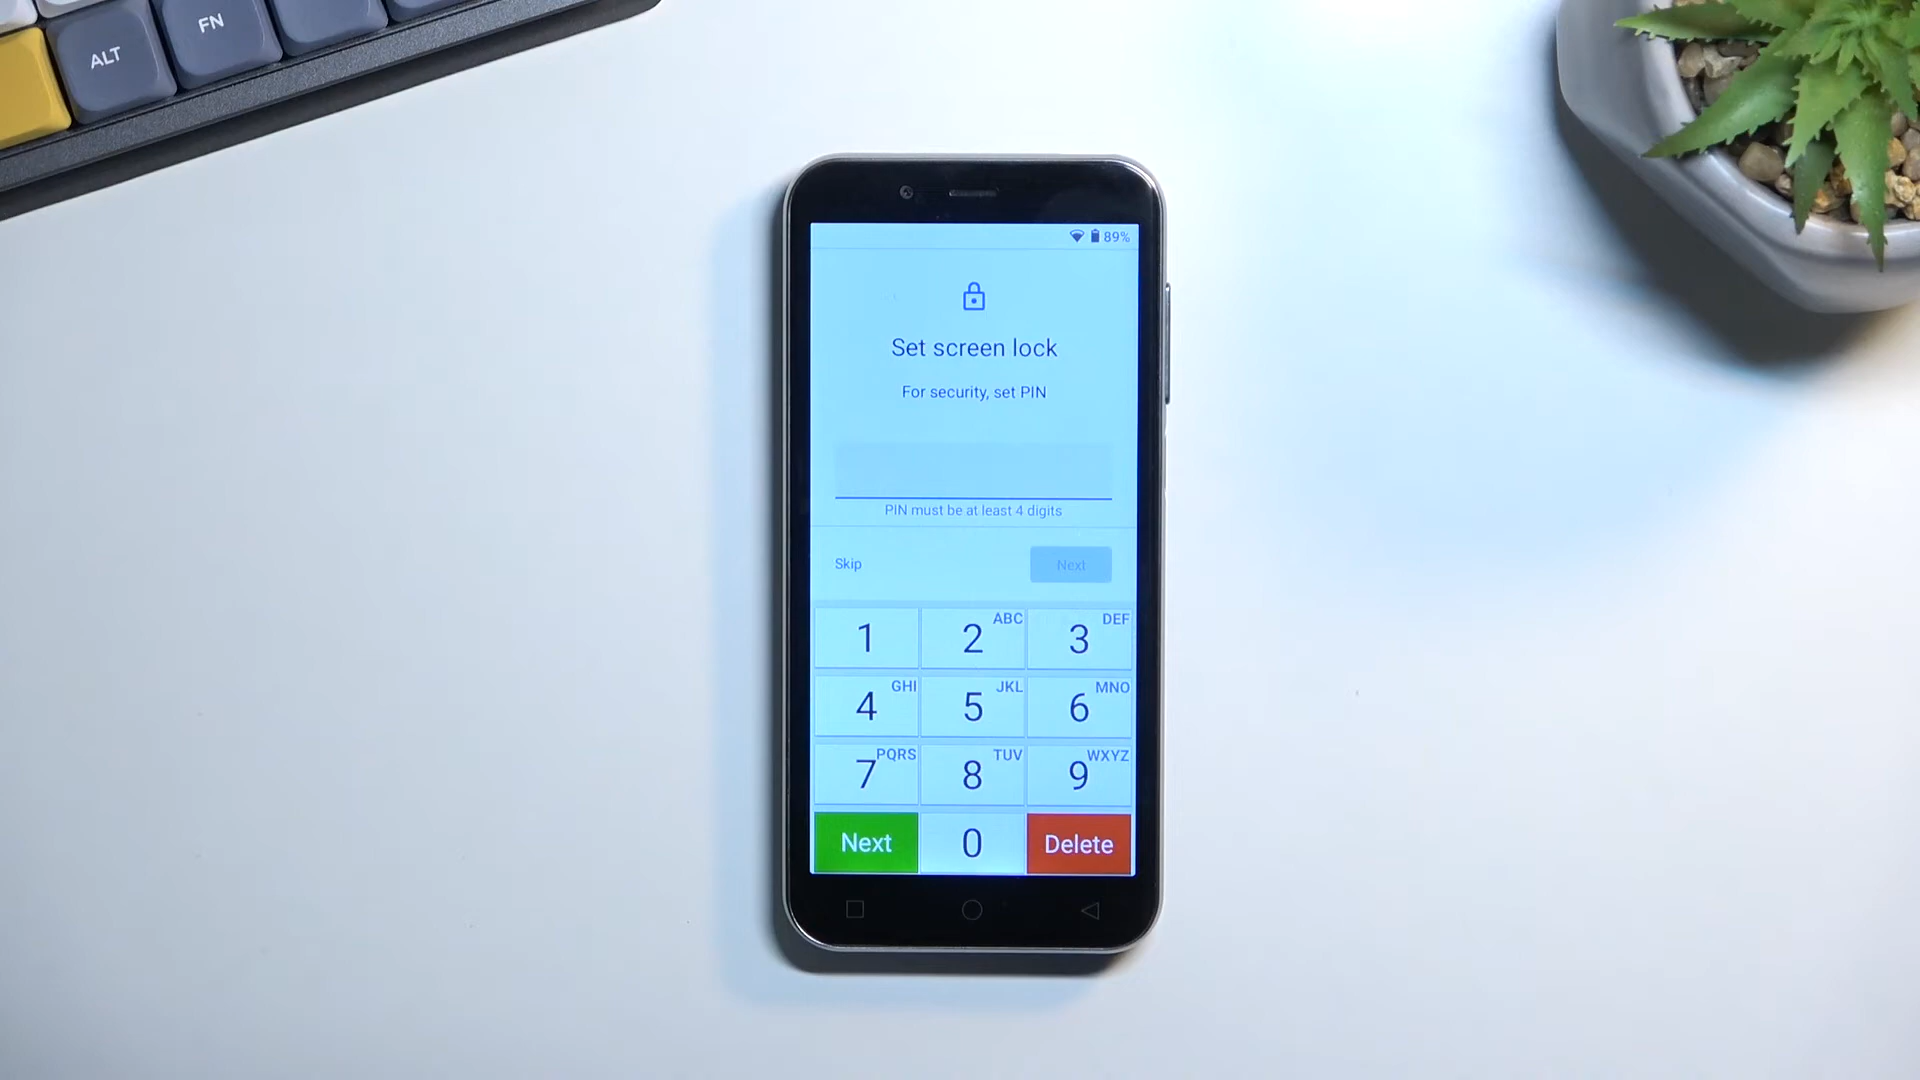 ALT
FN
89%
Set screen lock
For security, set PIN
PIN must be at least 4 digits
Skip
Next
1
2 ABC
3 DEF
4 GHI
5 JKL
6 MNO
7 PQRS
8 TUV
9 WXYZ
Next
0
Delete